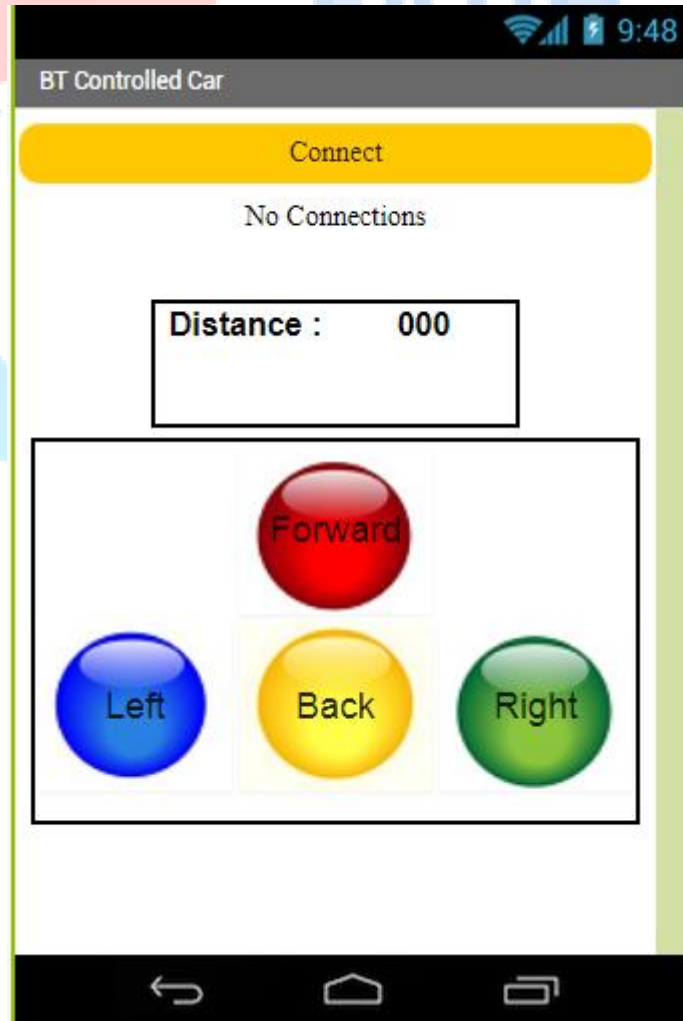 9:48
BT Controlled Car
Connect
No Connections
Distance : 000
Forward
Left Back Right